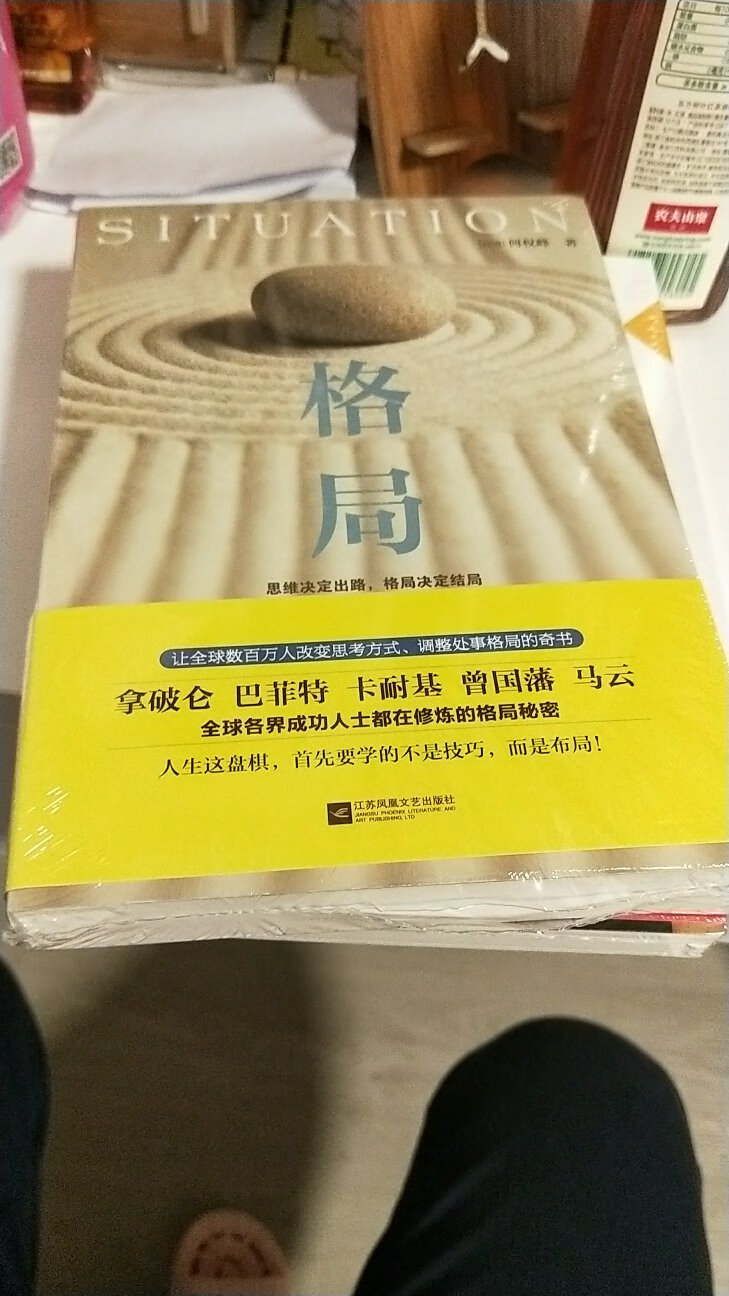 SITUATION
何权峰 著
格
局
思维决定出路，格局决定结局
让全球数百万人改变思考方式、调整处事格局的奇书
拿破仑 巴菲特 卡耐基 曾国藩 马云
全球各界成功人士都在修炼的格局秘密
人生这盘棋，首先要学的不是技巧，而是布局！
江苏凤凰文艺出版社
JIANGSU PHOENIX LITERATURE AND
ART PUBLISHING, LTD
农夫山泉